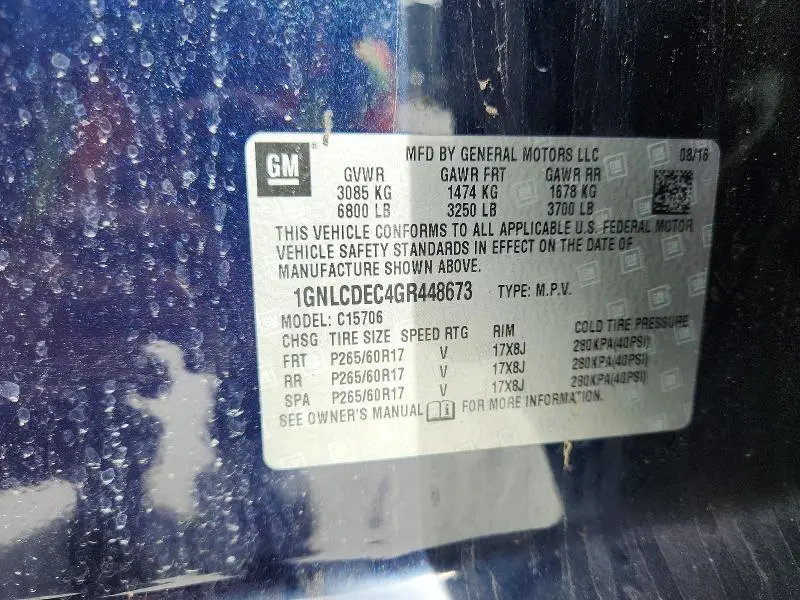 GM
MFD BY GENERAL MOTORS LLC 08/16
GVWR GAWR FRT GAWR RR
3085 KG 1474 KG 1678 KG
6800 LB 3250 LB 3700 LB
THIS VEHICLE CONFORMS TO ALL APPLICABLE U.S. FEDERAL MOTOR
VEHICLE SAFETY STANDARDS IN EFFECT ON THE DATE OF
MANUFACTURE SHOWN ABOVE.
1GNLCDEC4GR448673 TYPE: M.P.V.
MODEL: C15706
CHSG TIRE SIZE SPEED RTG RIM COLD TIRE PRESSURE
FRT P265/60R17 V 17X8J 280KPA(40PSI)
RR P265/60R17 V 17X8J 280KPA(40PSI)
SPA P265/60R17 V 17X8J 280KPA(40PSI)
SEE OWNER'S MANUAL FOR MORE INFORMATION.